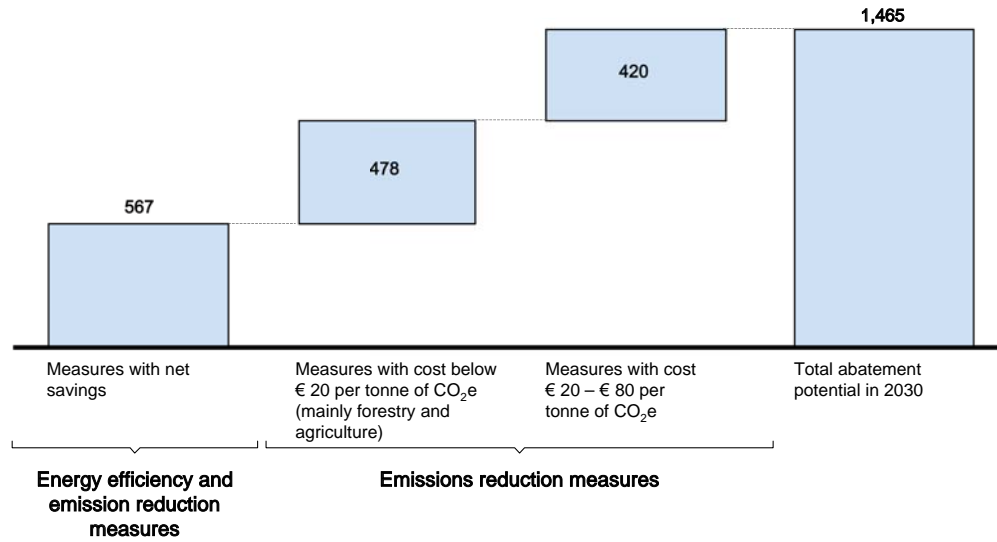 1,465
420
478
567
Measures with net
savings
Measures with cost below
€ 20 per tonne of CO₂e
(mainly forestry and
agriculture)
Measures with cost
€ 20 – € 80 per
tonne of CO₂e
Total abatement
potential in 2030
Energy efficiency and
emission reduction
measures
Emissions reduction measures